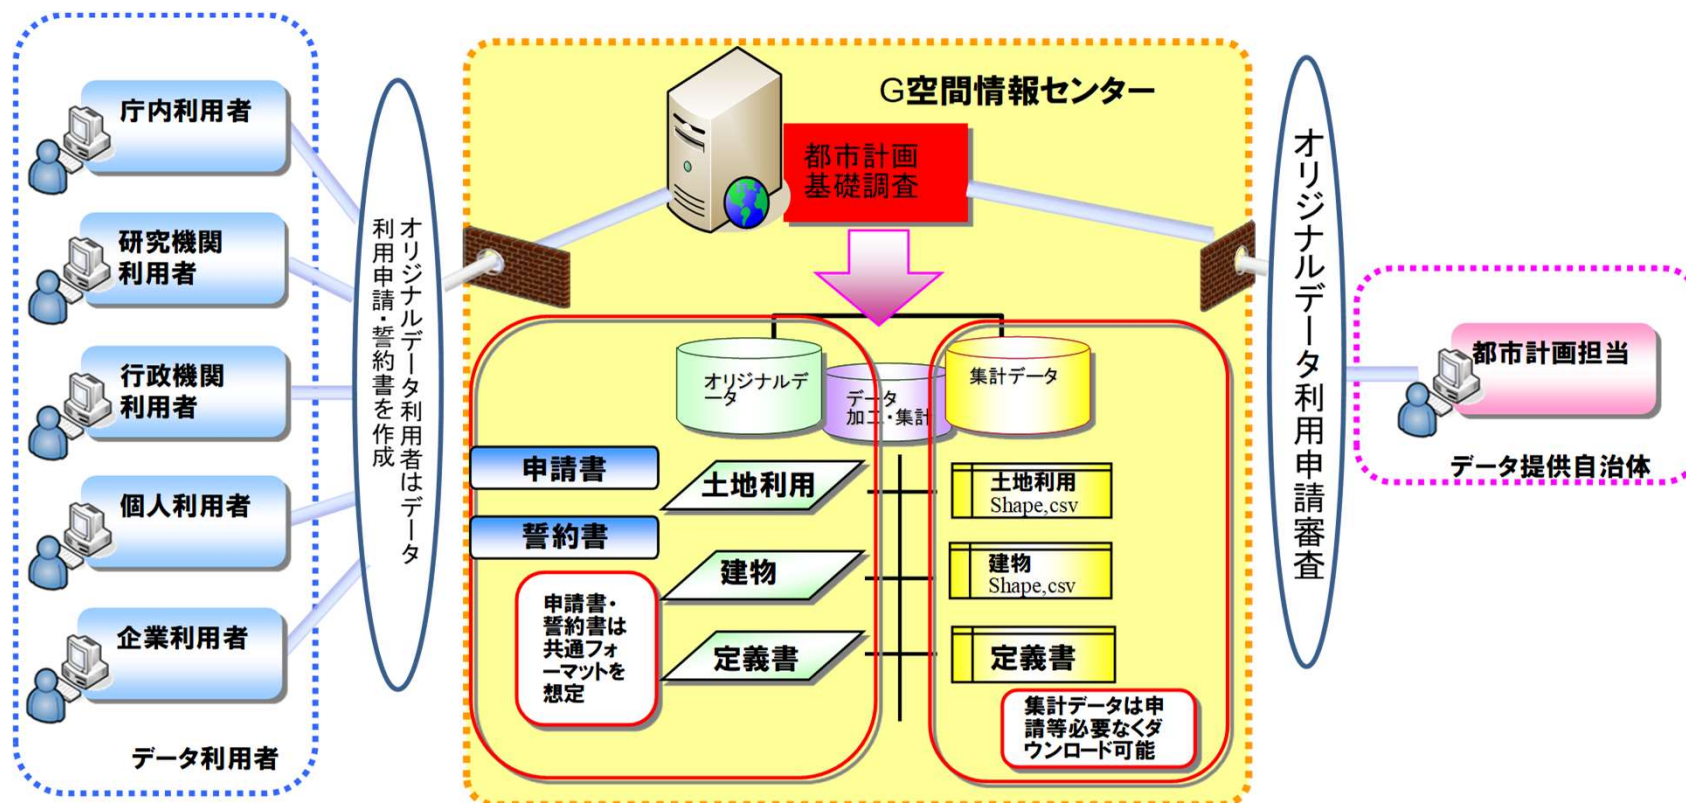 庁内利用者
研究機関
利用者
行政機関
利用者
個人利用者
企業利用者
データ利用者
オリジナルデータ利用者はデータ
利用申請・誓約書を作成
G空間情報センター
都市計画
基礎調査
オリジナルデ
ータ
データ
加工・集計
集計データ
申請書
誓約書
申請書・
誓約書は
共通フォ
ーマットを
想定
土地利用
建物
定義書
土地利用
Shape,csv
建物
Shape,csv
定義書
集計データは申
請等必要なくダ
ウンロード可能
オリジナルデータ利用申請審査
都市計画担当
データ提供自治体